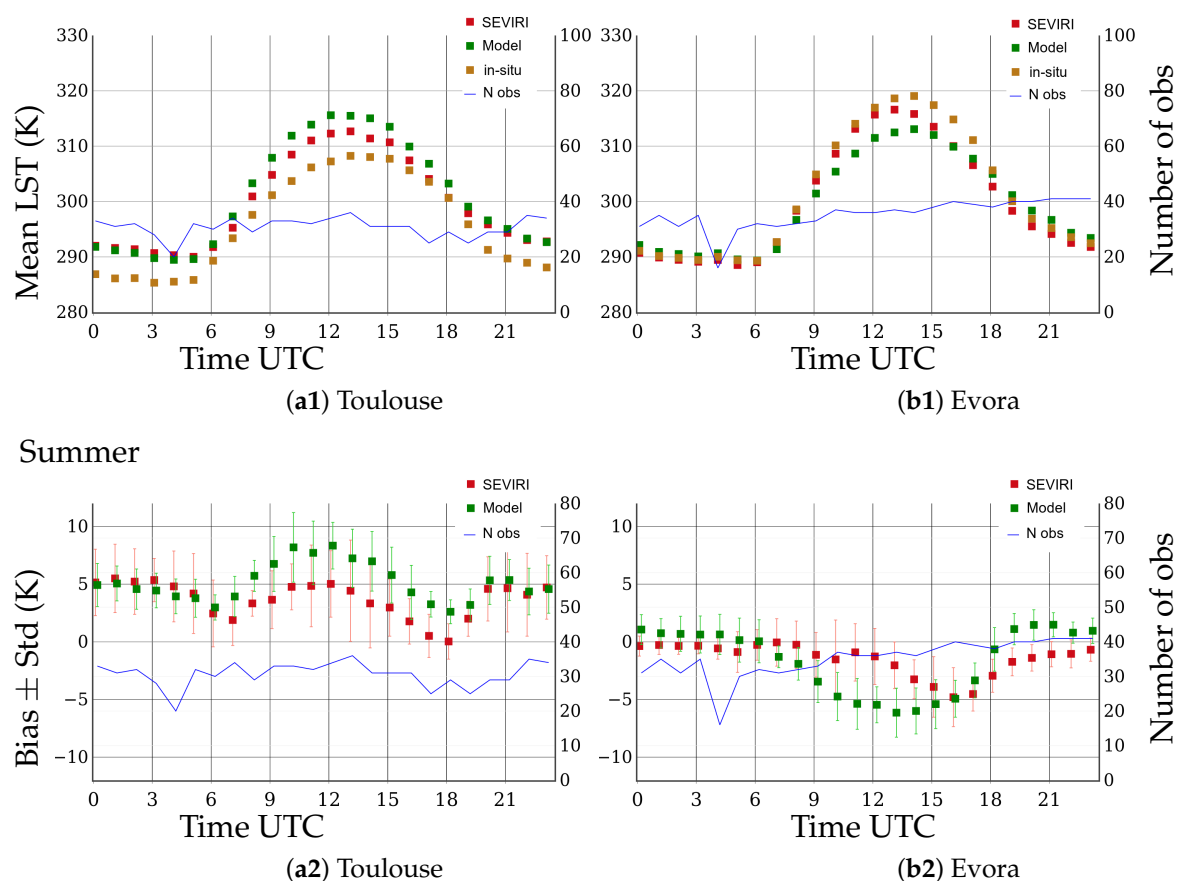 SEVIRI
Model
in-situ
N obs
330
320
310
300
290
280
100
80
60
40
20
0
0 3 6 9 12 15 18 21
Mean LST (K)
Time UTC
(a1) Toulouse
SEVIRI
Model
in-situ
N obs
330
320
310
300
290
280
100
80
60
40
20
0
0 3 6 9 12 15 18 21
Number of obs
Time UTC
(b1) Evora
Summer
SEVIRI
Model
N obs
10
5
0
−5
−10
80
70
60
50
40
30
20
10
0
0 3 6 9 12 15 18 21
Bias ± Std (K)
Time UTC
(a2) Toulouse
SEVIRI
Model
N obs
10
5
0
−5
−10
80
70
60
50
40
30
20
10
0
0 3 6 9 12 15 18 21
Number of obs
Time UTC
(b2) Evora